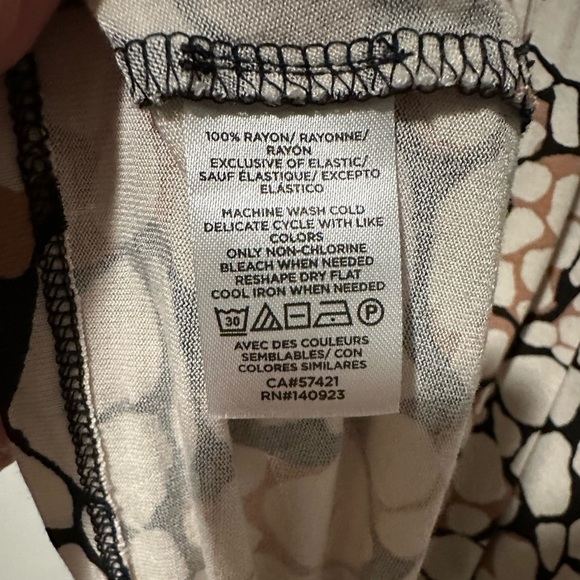 100% RAYON/ RAYONNE/
RAYÓN
EXCLUSIVE OF ELASTIC/
SAUF ÉLASTIQUE/ EXCEPTO
ELÁSTICO
MACHINE WASH COLD
DELICATE CYCLE WITH LIKE
COLORS
ONLY NON-CHLORINE
BLEACH WHEN NEEDED
RESHAPE DRY FLAT
COOL IRON WHEN NEEDED
30 P
AVEC DES COULEURS
SEMBLABLES/ CON
COLORES SIMILARES
CA#57421
RN#140923